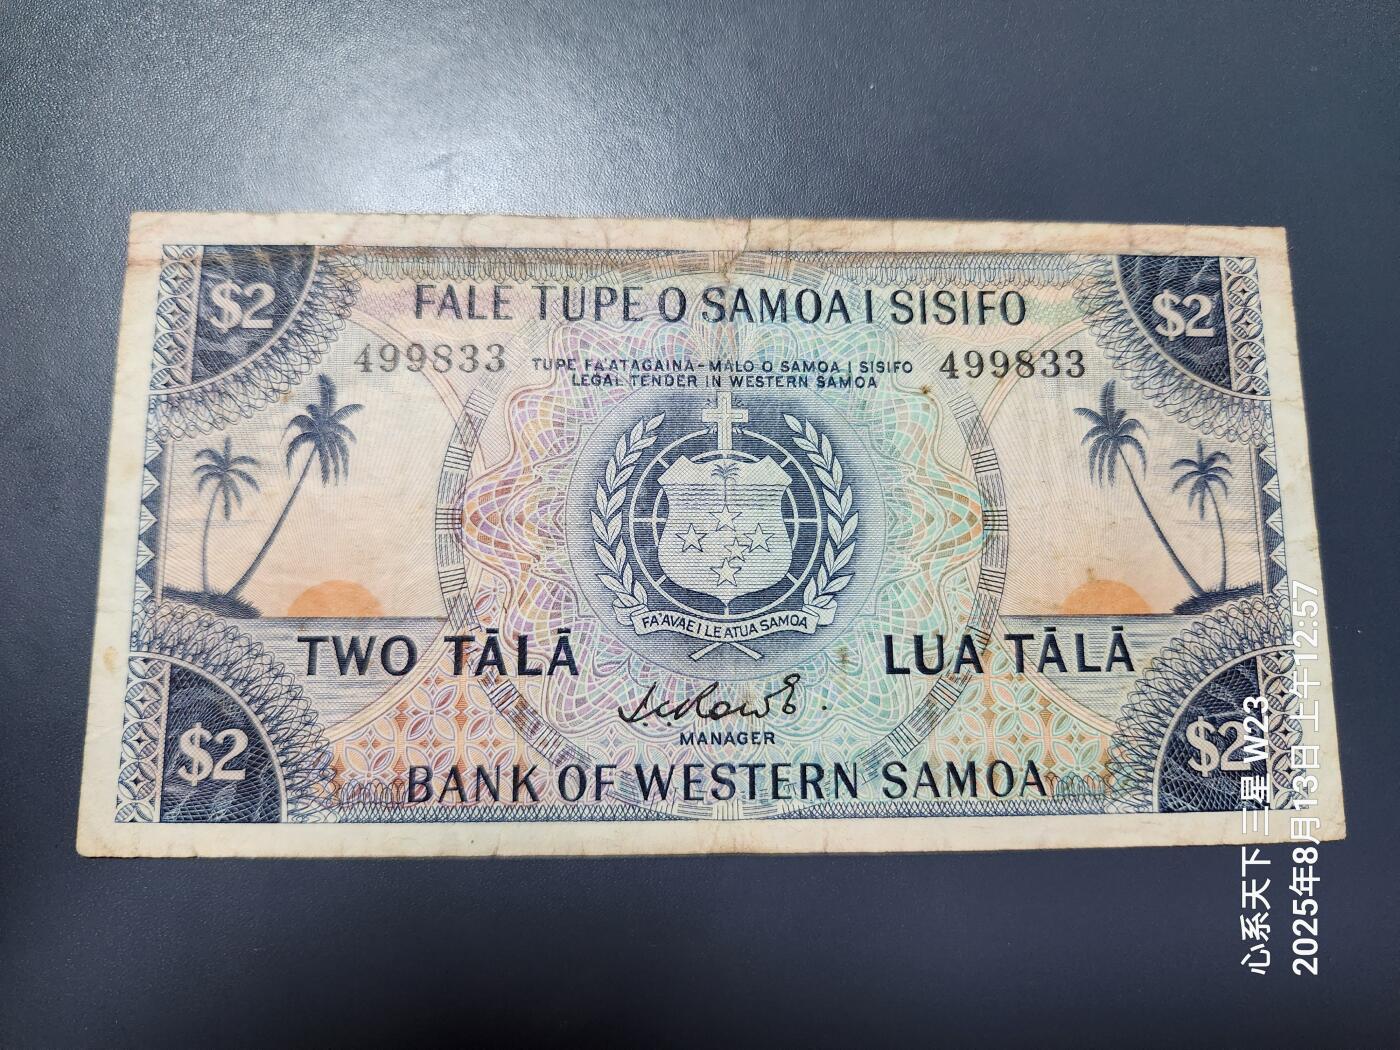 $2
$2
FALE TUPE O SAMOA I SISIFO
499833
499833
TUPE FA'ATAGAINA - MALO O SAMOA I SISIFO
LEGAL TENDER IN WESTERN SAMOA
FA'AVAE I LE ATUA SAMOA
TWO TĀLĀ
LUA TĀLĀ
MANAGER
$2
$2
BANK OF WESTERN SAMOA
心系天下三星 W23
2025年8月13日 上午12:57